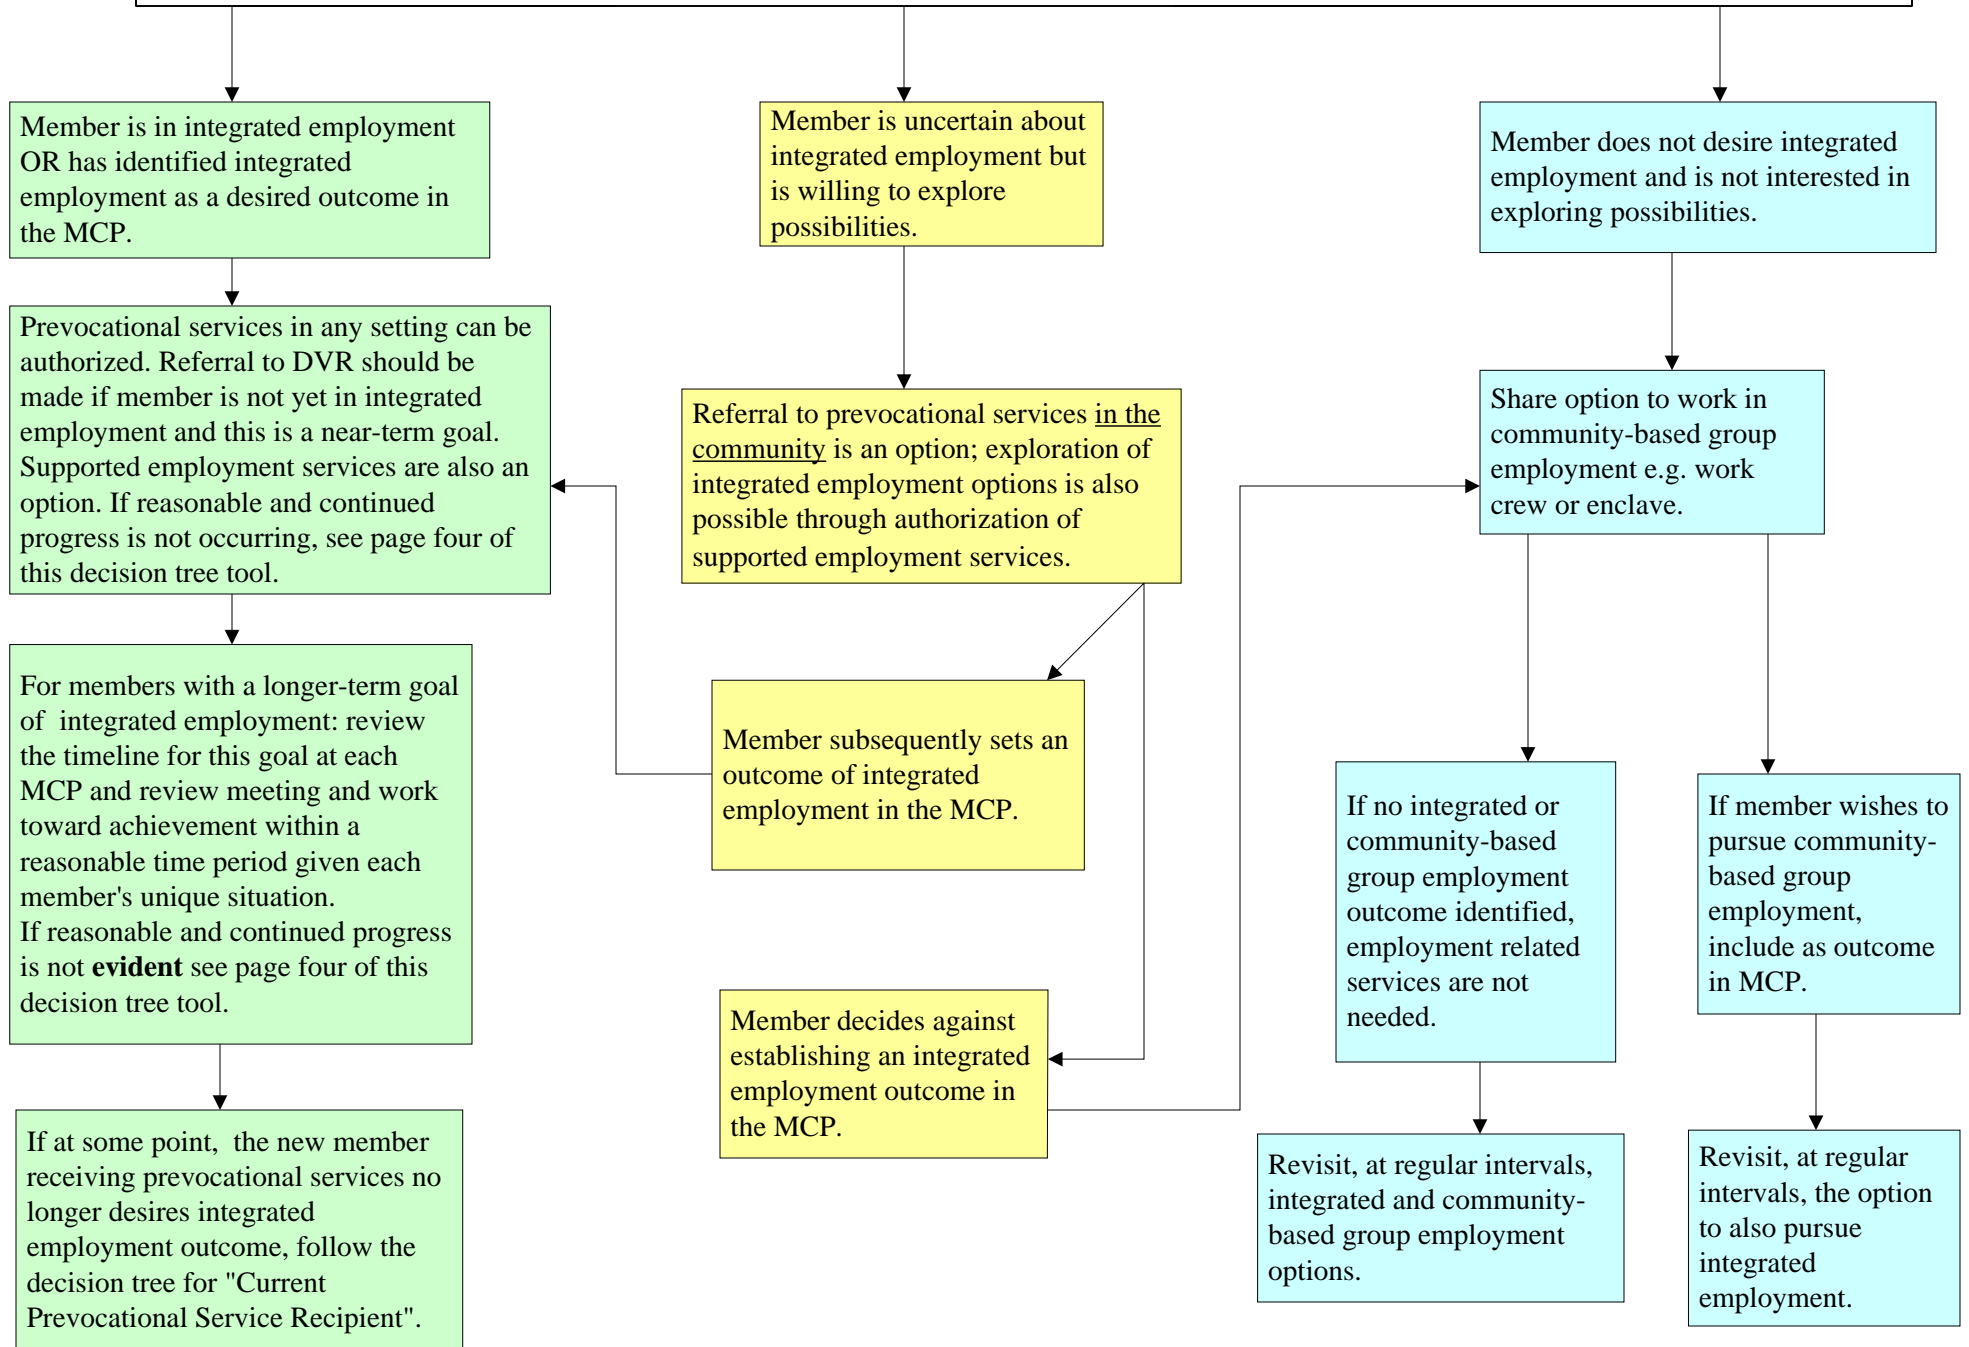 Member is in integrated employment
OR has identified integrated
employment as a desired outcome in
the MCP.
Prevocational services in any setting can be
authorized. Referral to DVR should be
made if member is not yet in integrated
employment and this is a near-term goal.
Supported employment services are also an
option. If reasonable and continued
progress is not occurring, see page four of
this decision tree tool.
For members with a longer-term goal
of integrated employment: review
the timeline for this goal at each
MCP and review meeting and work
toward achievement within a
reasonable time period given each
member's unique situation.
If reasonable and continued progress
is not evident see page four of this
decision tree tool.
If at some point, the new member
receiving prevocational services no
longer desires integrated
employment outcome, follow the
decision tree for "Current
Prevocational Service Recipient".
Member is uncertain about
integrated employment but
is willing to explore
possibilities.
Referral to prevocational services in the
community is an option; exploration of
integrated employment options is also
possible through authorization of
supported employment services.
Member subsequently sets an
outcome of integrated
employment in the MCP.
Member decides against
establishing an integrated
employment outcome in
the MCP.
Member does not desire integrated
employment and is not interested in
exploring possibilities.
Share option to work in
community-based group
employment e.g. work
crew or enclave.
If no integrated or
community-based
group employment
outcome identified,
employment related
services are not
needed.
Revisit, at regular intervals,
integrated and community-
based group employment
options.
If member wishes to
pursue community-
based group
employment,
include as outcome
in MCP.
Revisit, at regular
intervals, the option
to also pursue
integrated
employment.